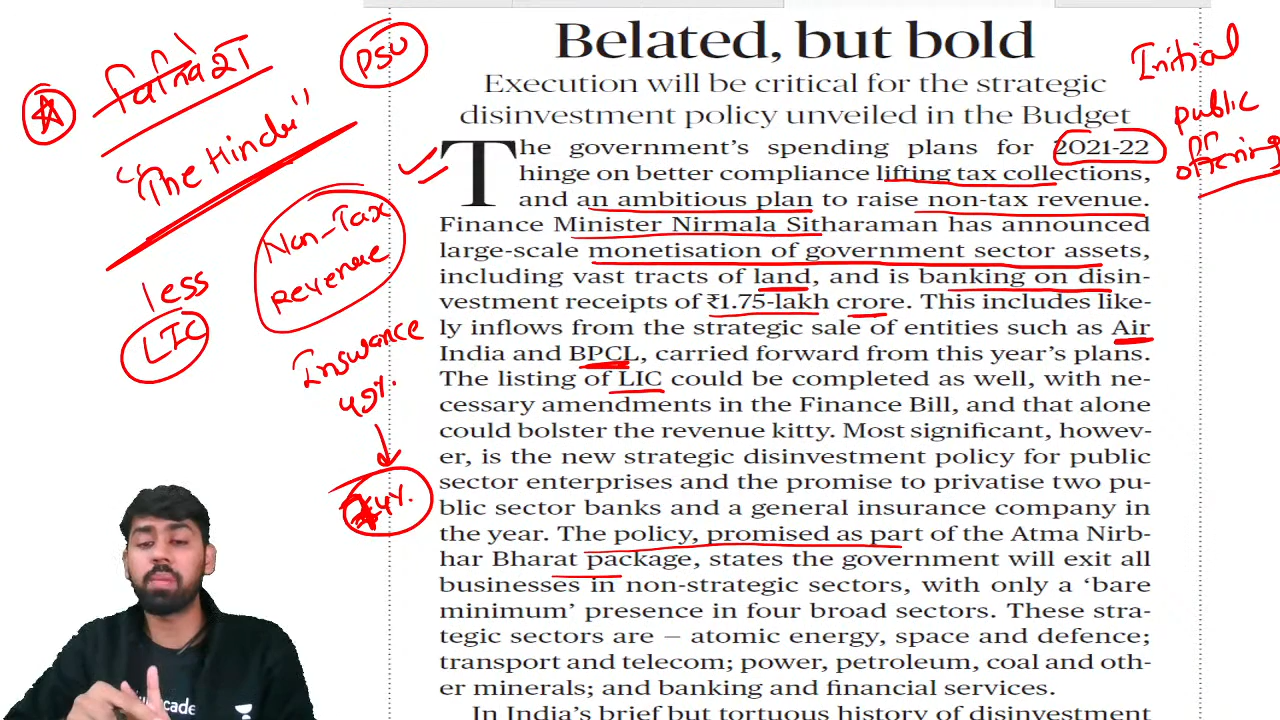 Belated, but bold
Execution will be critical for the strategic
disinvestment policy unveiled in the Budget
The government's spending plans for 2021-22
hinge on better compliance lifting tax collections,
and an ambitious plan to raise non-tax revenue.
Finance Minister Nirmala Sitharaman has announced
large-scale monetisation of government sector assets,
including vast tracts of land, and is banking on disin-
vestment receipts of ₹1.75-lakh crore. This includes like-
ly inflows from the strategic sale of entities such as Air
India and BPCL, carried forward from this year's plans.
The listing of LIC could be completed as well, with ne-
cessary amendments in the Finance Bill, and that alone
could bolster the revenue kitty. Most significant, howev-
er, is the new strategic disinvestment policy for public
sector enterprises and the promise to privatise two pu-
blic sector banks and a general insurance company in
the year. The policy, promised as part of the Atma Nirb-
har Bharat package, states the government will exit all
businesses in non-strategic sectors, with only a 'bare
minimum' presence in four broad sectors. These stra-
tegic sectors are – atomic energy, space and defence;
transport and telecom; power, petroleum, coal and oth-
er minerals; and banking and financial services.
In India's brief but tortuous history of disinvestment
PSU
"The Hindu"
Non-Tax
revenue
less
LIC
Insurance
49%.
Initial
public
offering